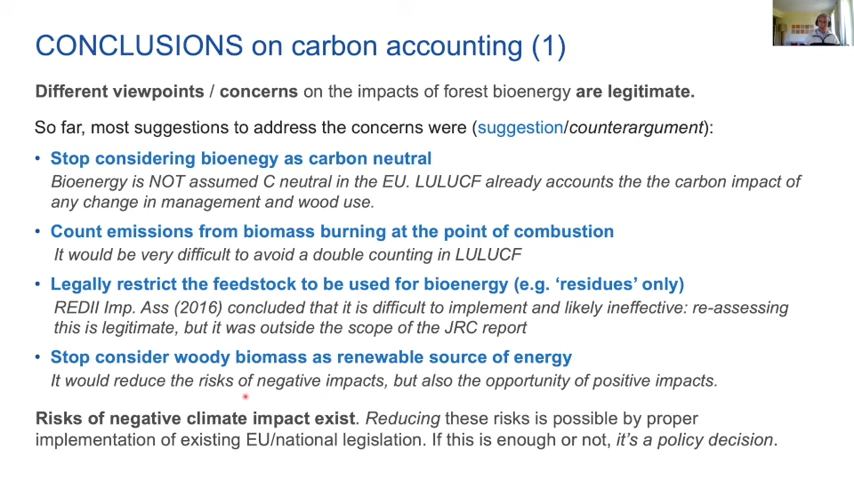 CONCLUSIONS on carbon accounting (1)
Different viewpoints / concerns on the impacts of forest bioenergy are legitimate.
So far, most suggestions to address the concerns were (suggestion/counterargument):
• Stop considering bioenegy as carbon neutral
Bioenergy is NOT assumed C neutral in the EU. LULUCF already accounts the the carbon impact of
any change in management and wood use.
• Count emissions from biomass burning at the point of combustion
It would be very difficult to avoid a double counting in LULUCF
• Legally restrict the feedstock to be used for bioenergy (e.g. ‘residues’ only)
REDII Imp. Ass (2016) concluded that it is difficult to implement and likely ineffective: re-assessing
this is legitimate, but it was outside the scope of the JRC report
• Stop consider woody biomass as renewable source of energy
It would reduce the risks of negative impacts, but also the opportunity of positive impacts.
Risks of negative climate impact exist. Reducing these risks is possible by proper
implementation of existing EU/national legislation. If this is enough or not, it’s a policy decision.